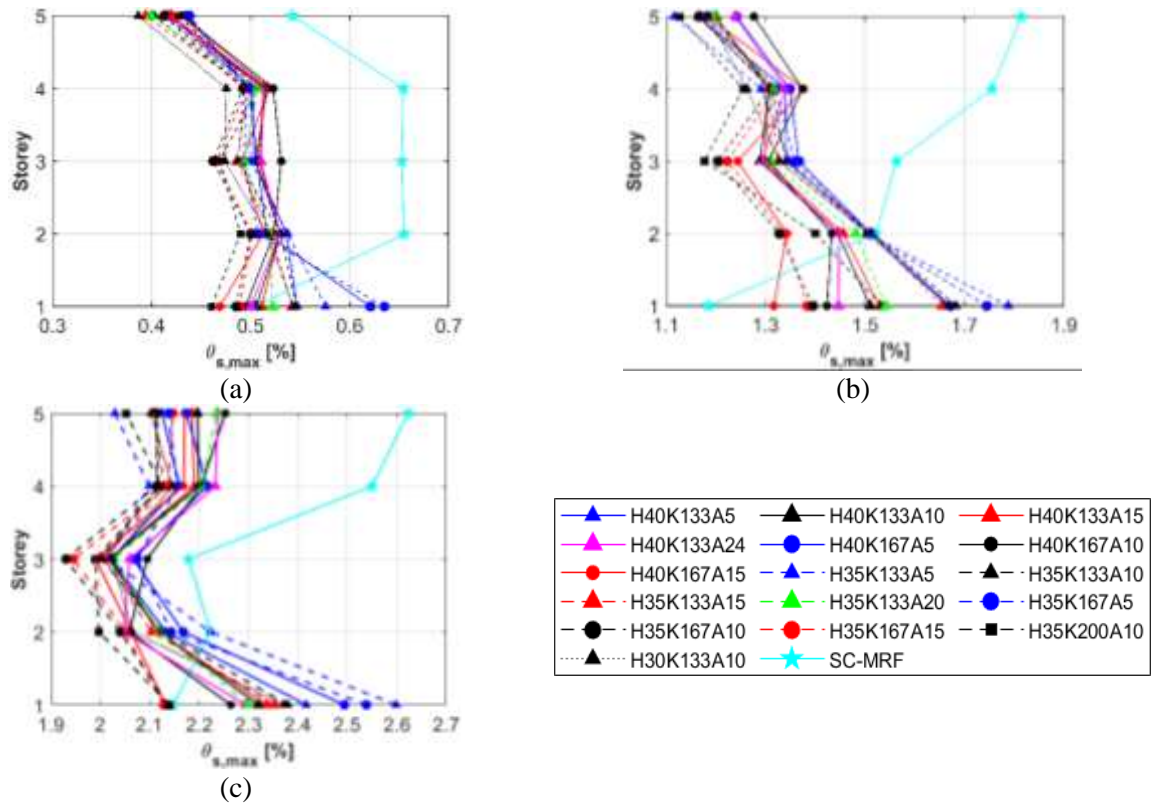 5
4
3
2
1
Storey
0.3 0.4 0.5 0.6 0.7
θs,max [%]
(a)
5
4
3
2
1
Storey
1.1 1.3 1.5 1.7 1.9
θs,max [%]
(b)
5
4
3
2
1
Storey
1.9 2 2.1 2.2 2.3 2.4 2.5 2.6 2.7
θs,max [%]
(c)
H40K133A5 H40K133A10 H40K133A15
H40K133A24 H40K167A5 H40K167A10
H40K167A15 H35K133A5 H35K133A10
H35K133A15 H35K133A20 H35K167A5
H35K167A10 H35K167A15 H35K200A10
H30K133A10 SC-MRF